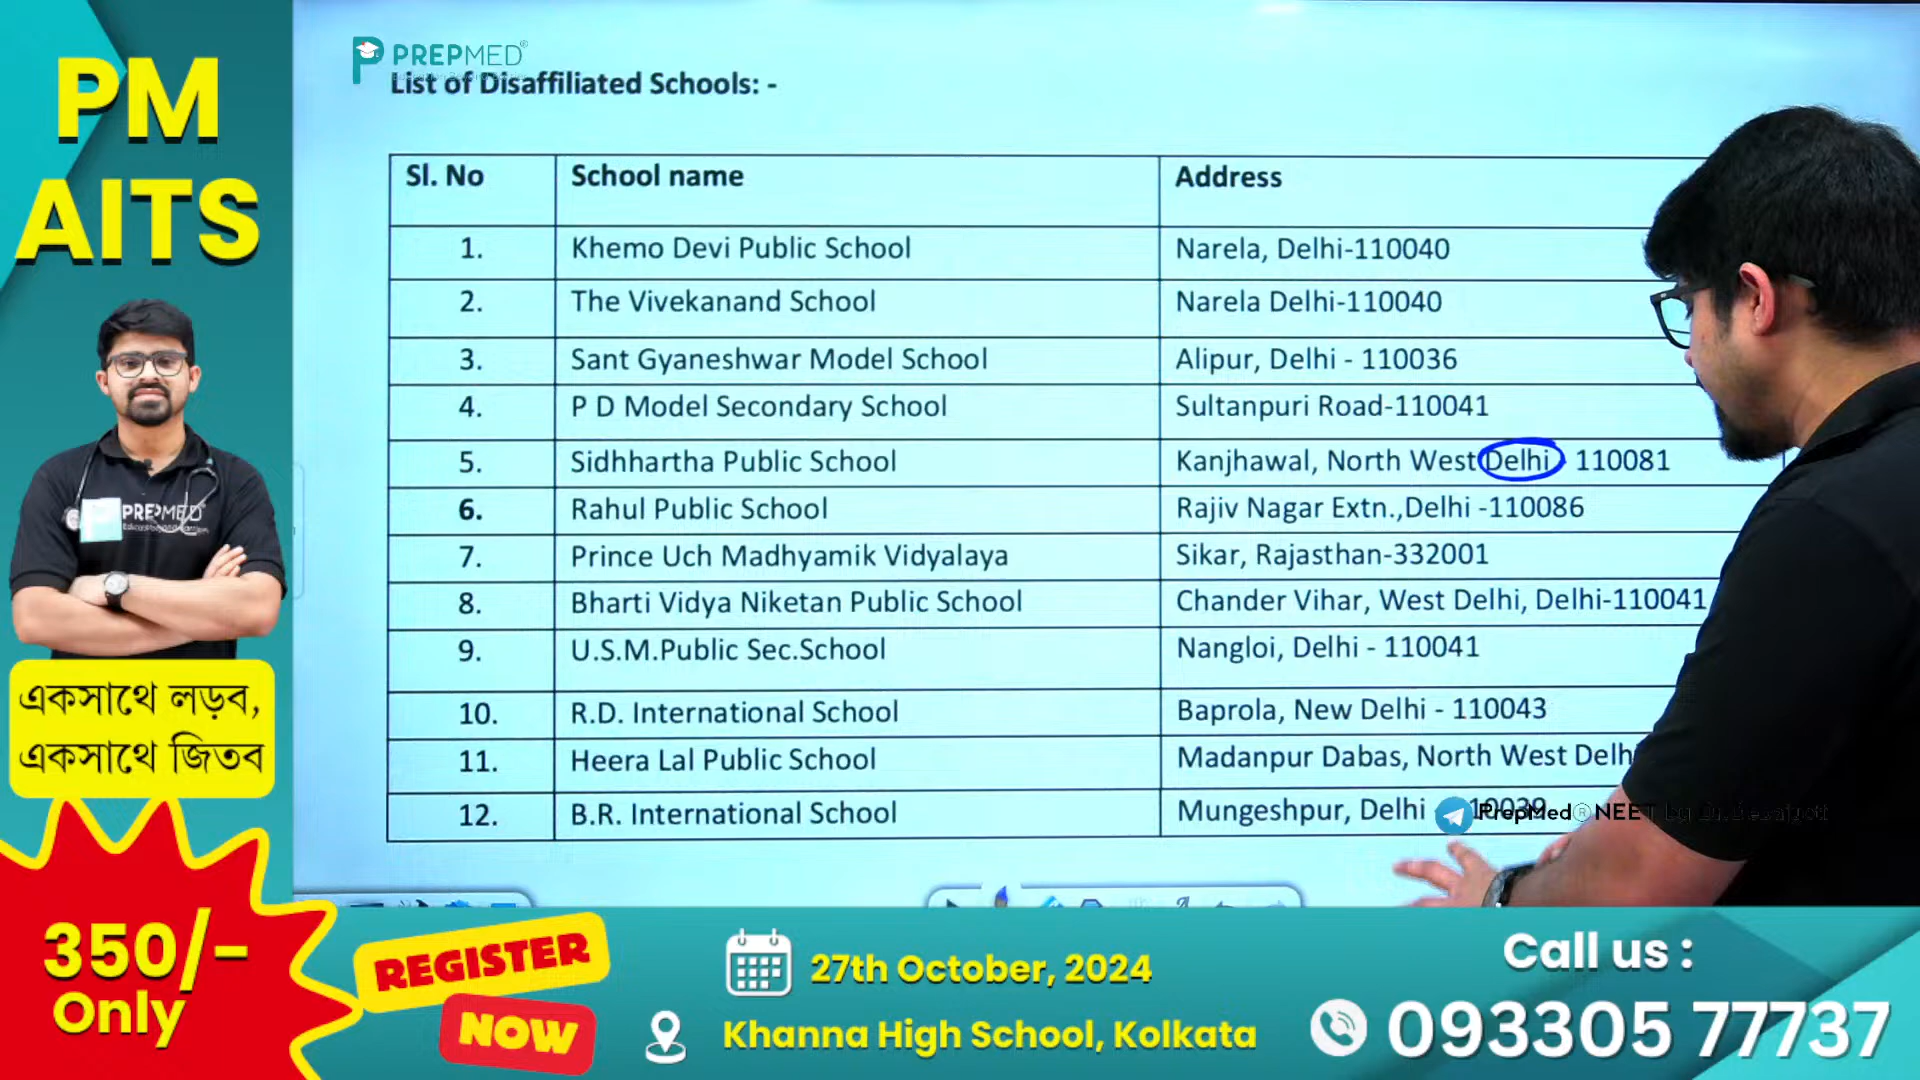 PM
AITS
PREPMED®
List of Disaffiliated Schools: -
Sl. No School name Address
1. Khemo Devi Public School Narela, Delhi-110040
2. The Vivekanand School Narela Delhi-110040
3. Sant Gyaneshwar Model School Alipur, Delhi - 110036
4. P D Model Secondary School Sultanpuri Road-110041
5. Sidhhartha Public School Kanjhawal, North West Delhi - 110081
6. Rahul Public School Rajiv Nagar Extn.,Delhi -110086
7. Prince Uch Madhyamik Vidyalaya Sikar, Rajasthan-332001
8. Bharti Vidya Niketan Public School Chander Vihar, West Delhi, Delhi-110041
9. U.S.M.Public Sec.School Nangloi, Delhi - 110041
10. R.D. International School Baprola, New Delhi - 110043
11. Heera Lal Public School Madanpur Dabas, North West Delh
12. B.R. International School Mungeshpur, Delhi 10039
PrepMed® NEET by
PREPMED
একসাথে লড়ব,
একসাথে জিতব
350/-
Only
REGISTER
NOW
27th October, 2024
Khanna High School, Kolkata
Call us :
093305 77737